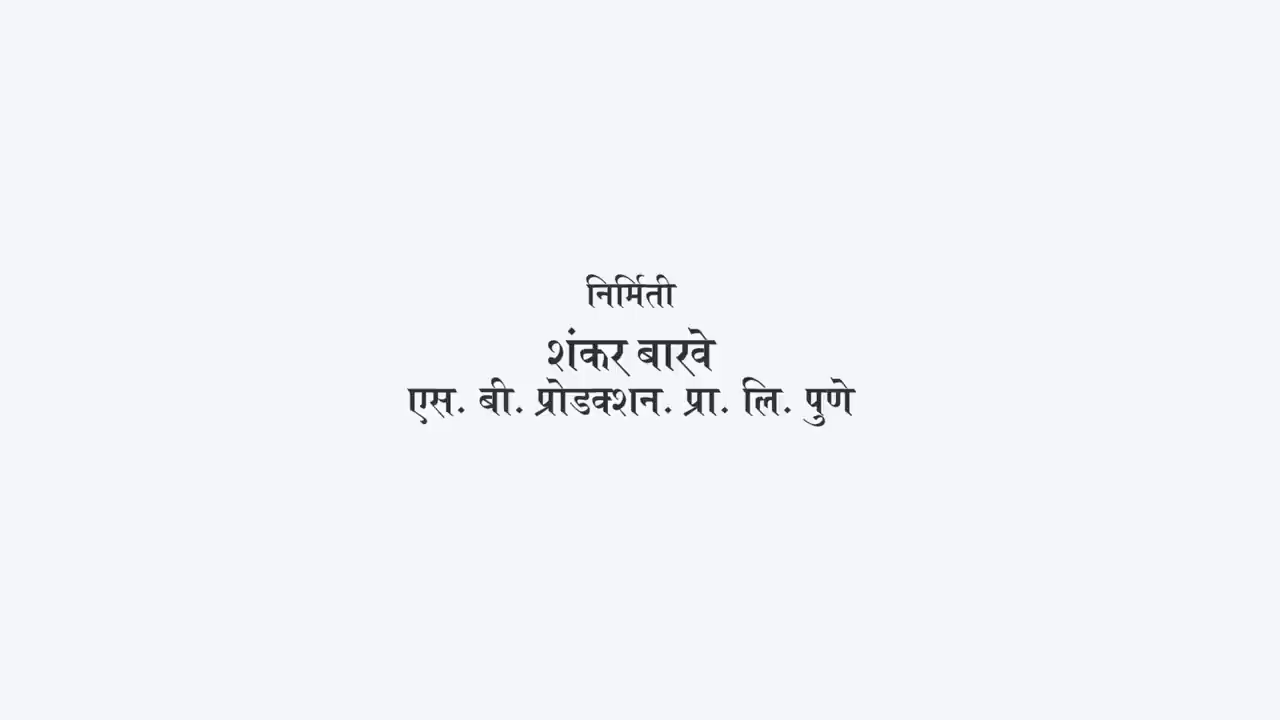 निर्मिती
शंकर बारवे
एस. बी. प्रोडक्शन. प्रा. लि. पुणे